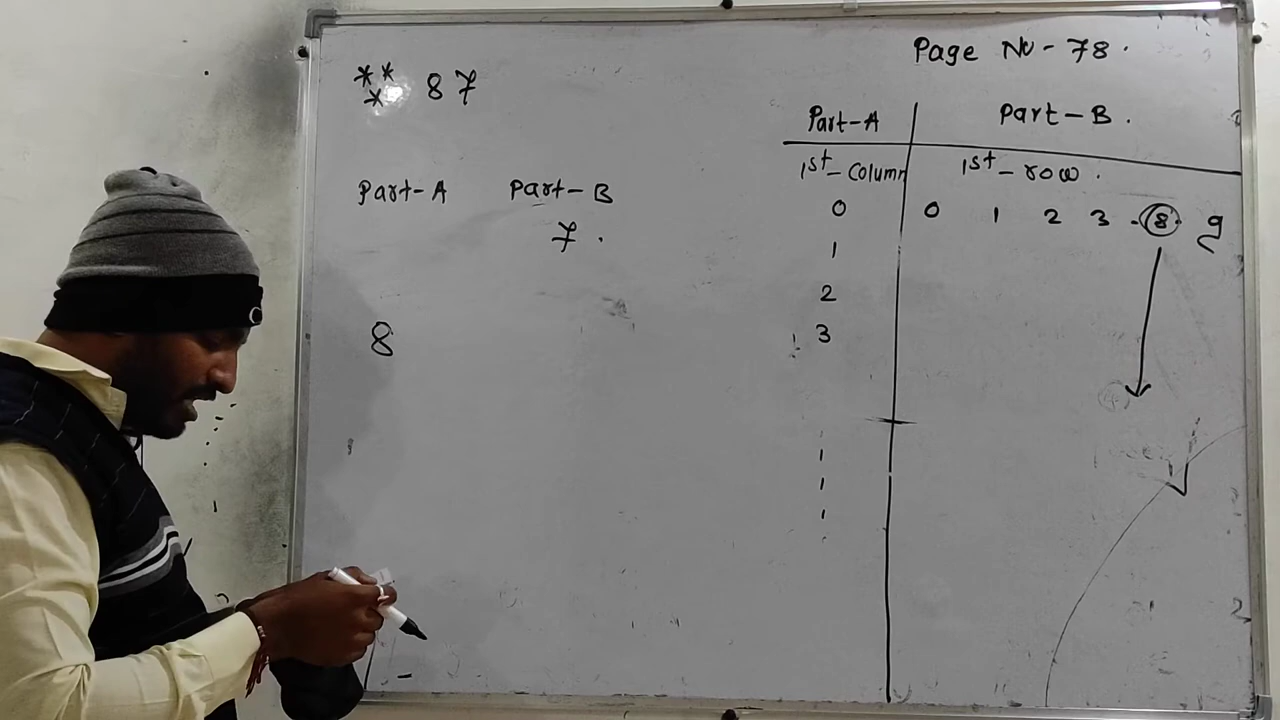 *** 87
Part-A Part-B
7.
8
Page No - 78.
Part-A Part-B.
1st-Column 1st-row.
0 0 1 2 3 . 8 . 9
1
2
3